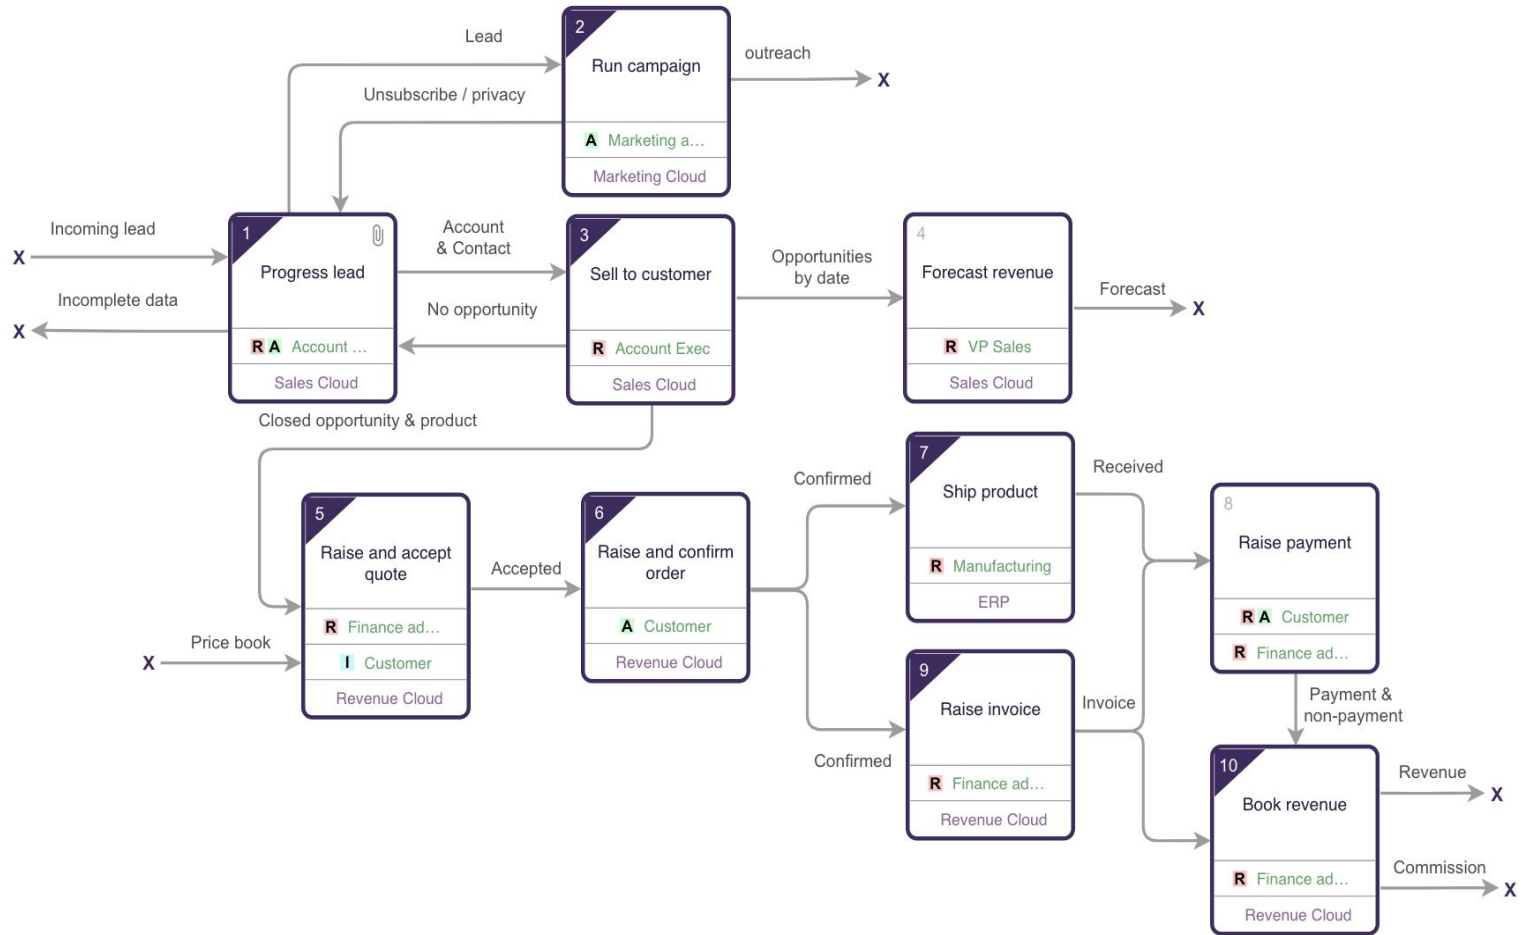 Lead
2
Run campaign
outreach
X
Unsubscribe / privacy
A Marketing a...
Marketing Cloud
Incoming lead
X
Incomplete data
X
1
Progress lead
R A Account ...
Sales Cloud
Account
& Contact
No opportunity
3
Sell to customer
R Account Exec
Sales Cloud
Opportunities
by date
4
Forecast revenue
R VP Sales
Sales Cloud
Forecast
X
Closed opportunity & product
Price book
X
5
Raise and accept
quote
R Finance ad...
I Customer
Revenue Cloud
Accepted
6
Raise and confirm
order
A Customer
Revenue Cloud
Confirmed
7
Ship product
R Manufacturing
ERP
Received
Confirmed
9
Raise invoice
R Finance ad...
Revenue Cloud
Invoice
8
Raise payment
R A Customer
R Finance ad...
Payment &
non-payment
10
Book revenue
R Finance ad...
Revenue Cloud
Revenue
X
Commission
X